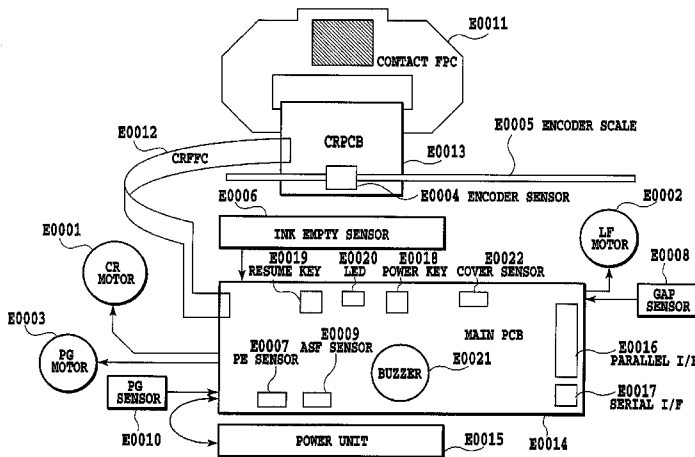 E0011
CONTACT FPC
E0012
CRFFC
CRPCB
E0013
E0005 ENCODER SCALE
E0004 ENCODER SENSOR
E0006
INK EMPTY SENSOR
E0002
LF MOTOR
E0001
CR MOTOR
E0019 RESUME KEY
E0020 LED
E0018 POWER KEY
E0022 COVER SENSOR
E0008
GAP SENSOR
E0003
PG MOTOR
E0007 PE SENSOR
E0009 ASF SENSOR
MAIN PCB
BUZZER
E0021
E0016 PARALLEL I/F
E0017 SERIAL I/F
PG SENSOR
E0010
POWER UNIT
E0015
E0014